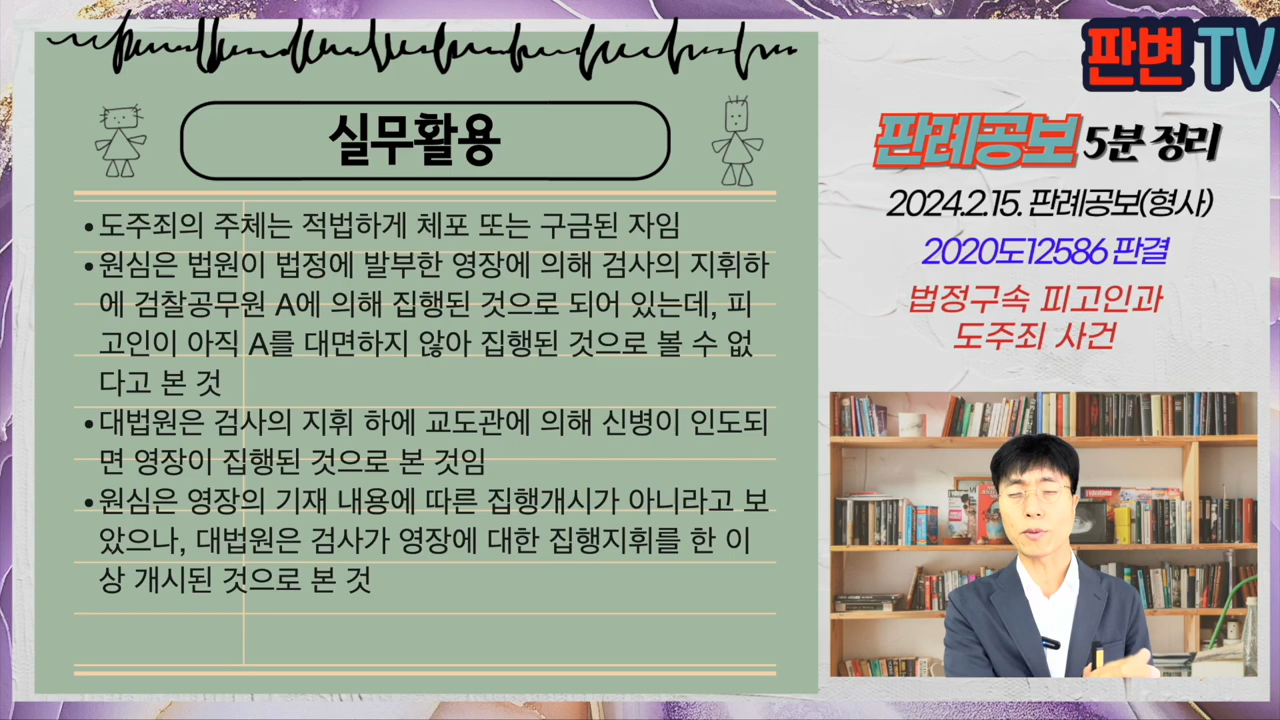 실무활용
•도주죄의 주체는 적법하게 체포 또는 구금된 자임
•원심은 법원이 법정에 발부한 영장에 의해 검사의 지휘하
에 검찰공무원 A에 의해 집행된 것으로 되어 있는데, 피
고인이 아직 A를 대면하지 않아 집행된 것으로 볼 수 없
다고 본 것
•대법원은 검사의 지휘 하에 교도관에 의해 신병이 인도되
면 영장이 집행된 것으로 본 것임
•원심은 영장의 기재 내용에 따른 집행개시가 아니라고 보
았으나, 대법원은 검사가 영장에 대한 집행지휘를 한 이
상 개시된 것으로 본 것
판변 TV
판례공보 5분 정리
2024.2.15. 판례공보(형사)
2020도12586 판결
법정구속 피고인과
도주죄 사건